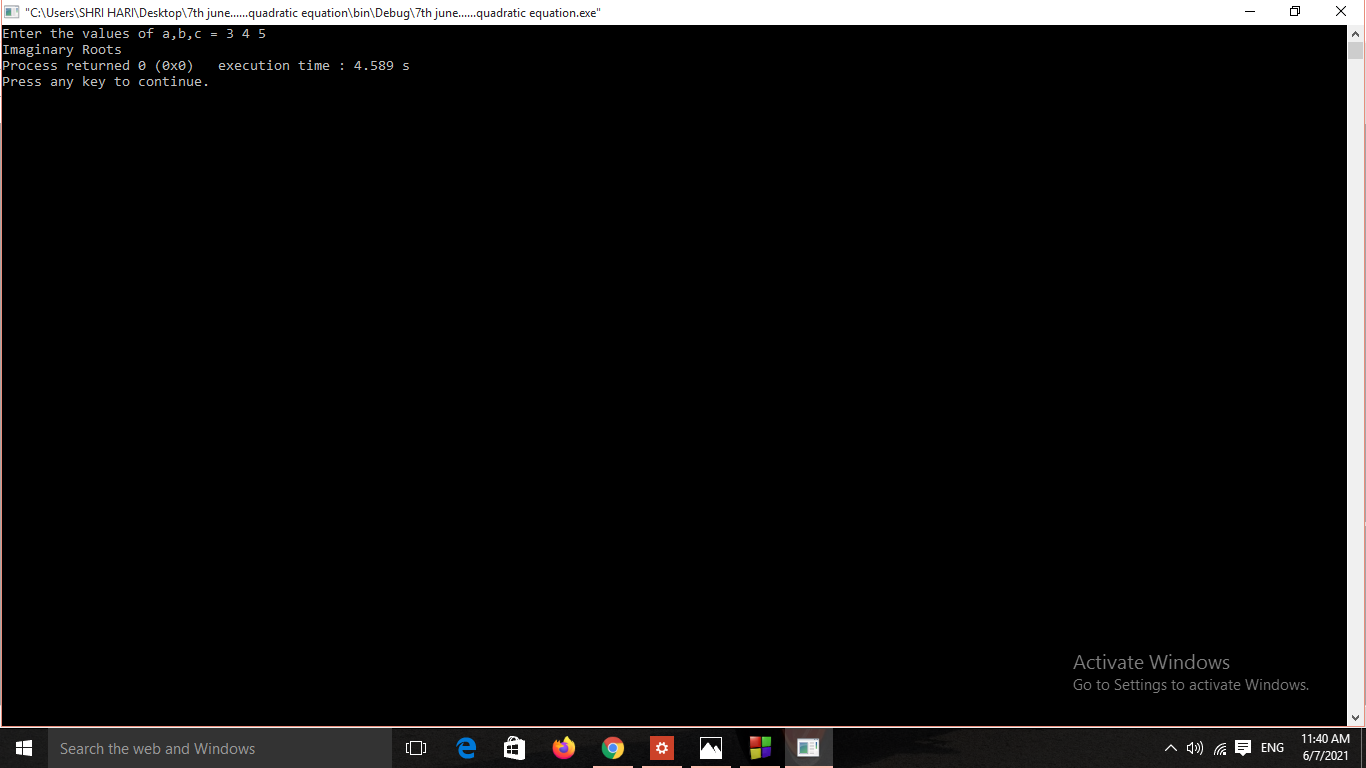 "C:\Users\SHRI HARI\Desktop\7th june......quadratic equation\bin\Debug\7th june......quadratic equation.exe"
Enter the values of a,b,c = 3 4 5
Imaginary Roots
Process returned 0 (0x0)   execution time : 4.589 s
Press any key to continue.
Activate Windows
Go to Settings to activate Windows.
Search the web and Windows
ENG
11:40 AM
6/7/2021